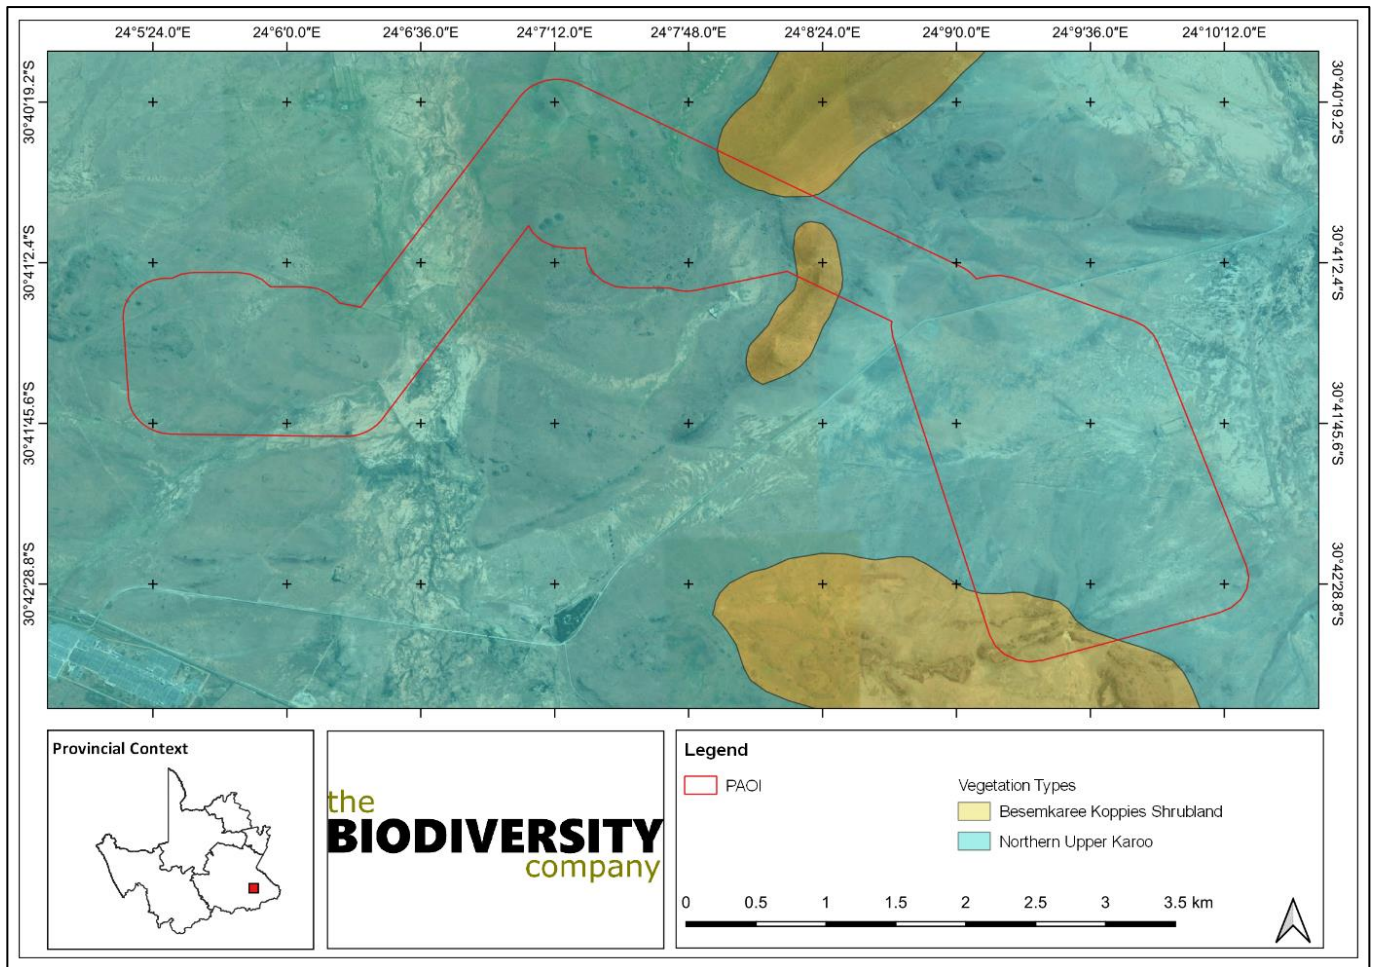 24°5'24.0"E 24°6'0.0"E 24°6'36.0"E 24°7'12.0"E 24°7'48.0"E 24°8'24.0"E 24°9'0.0"E 24°9'36.0"E 24°10'12.0"E
30°40'19.2"S 30°40'19.2"S
30°41'2.4"S 30°41'2.4"S
30°41'45.6"S 30°41'45.6"S
30°42'28.8"S 30°42'28.8"S
Provincial Context
the
BIODIVERSITY
company
Legend
PAOI
Vegetation Types
Besemkaree Koppies Shrubland
Northern Upper Karoo
0 0.5 1 1.5 2 2.5 3 3.5 km